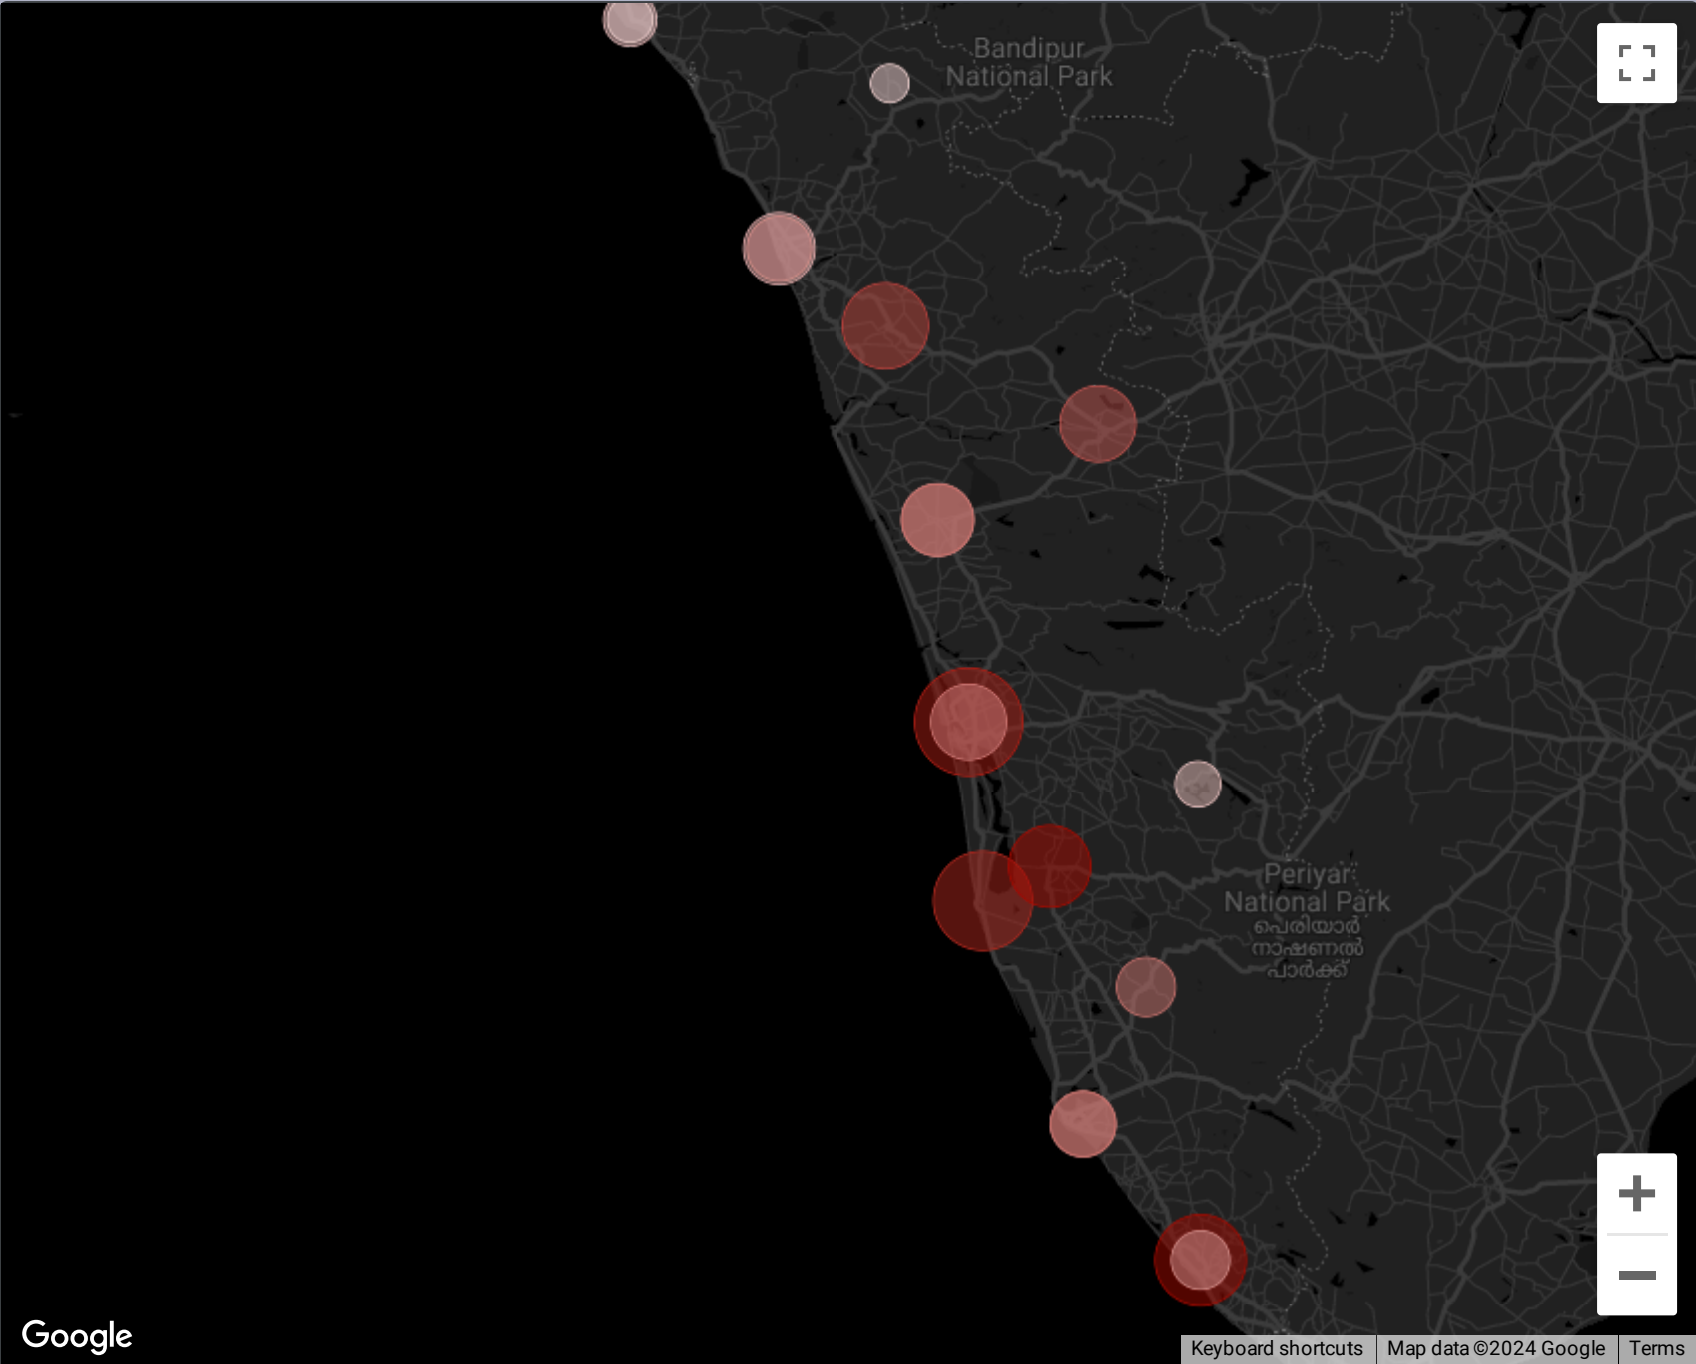 Bandipur
National Park
Periyar
National Park
പെരിയാർ
നാഷണൽ
പാർക്ക്
Google
Keyboard shortcuts
Map data ©2024 Google
Terms